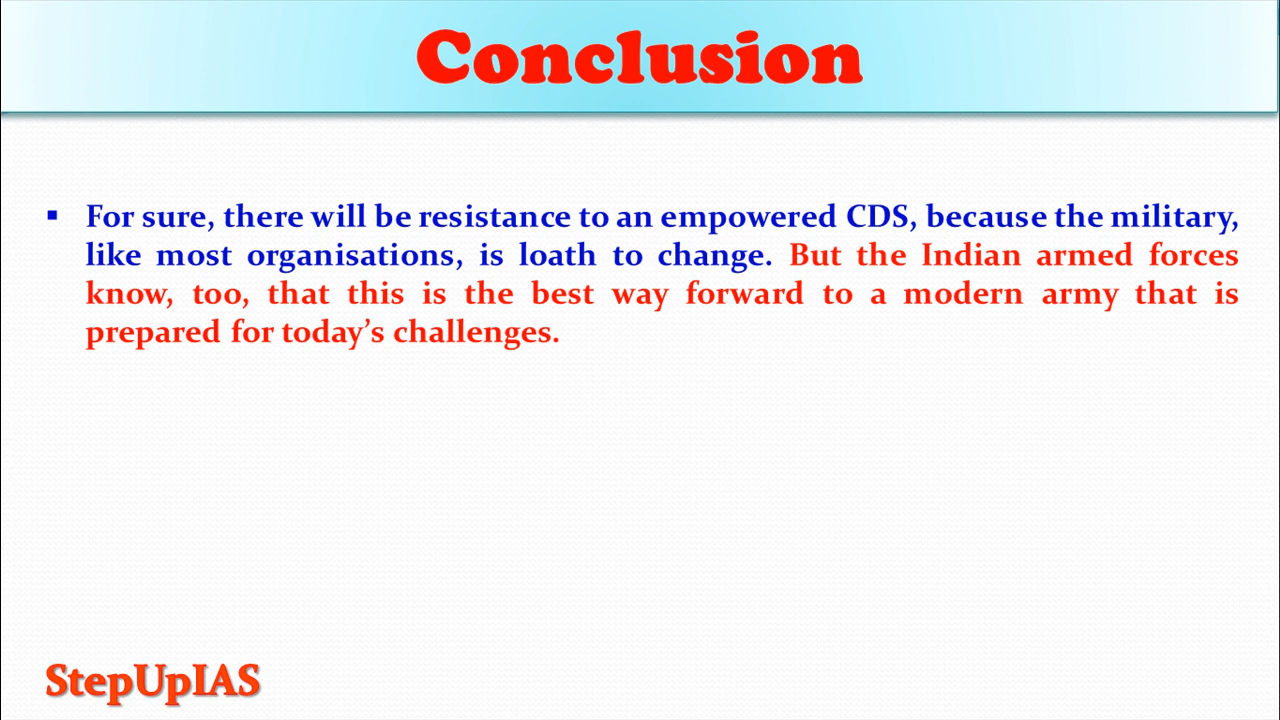 Conclusion
▪ For sure, there will be resistance to an empowered CDS, because the military,
like most organisations, is loath to change. But the Indian armed forces
know, too, that this is the best way forward to a modern army that is
prepared for today’s challenges.
StepUpIAS